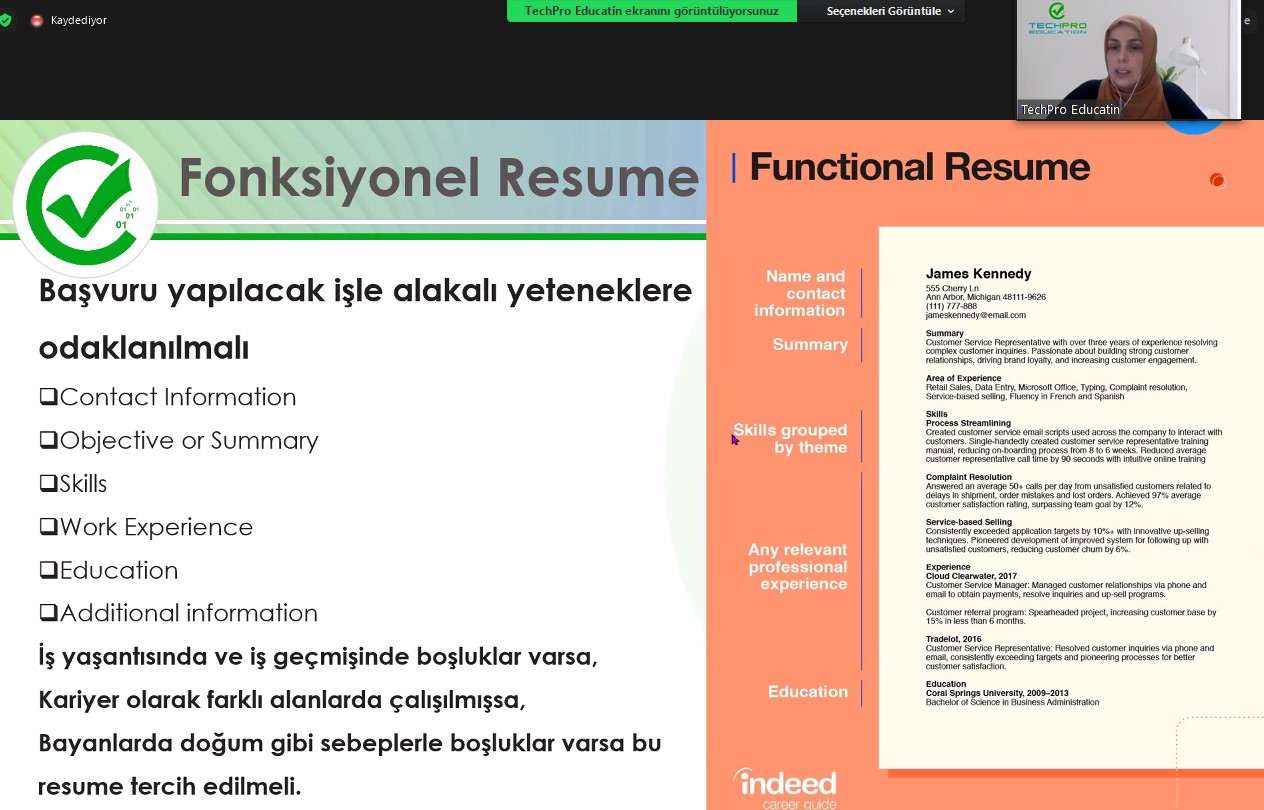 Kaydediyor
TechPro Educatin ekranını görüntülüyorsunuz
Seçenekleri Görüntüle
e
TECHPRO
EDUCATION
TechPro Educatin
Fonksiyonel Resume
01
01 01
01
01
Başvuru yapılacak işle alakalı yeteneklere
odaklanılmalı
❑Contact Information
❑Objective or Summary
❑Skills
❑Work Experience
❑Education
❑Additional information
İş yaşantısında ve iş geçmişinde boşluklar varsa,
Kariyer olarak farklı alanlarda çalışılmışsa,
Bayanlarda doğum gibi sebeplerle boşluklar varsa bu
resume tercih edilmeli.
Functional Resume
Name and
contact
information
Summary
Skills grouped
by theme
Any relevant
professional
experience
Education
James Kennedy
555 Cherry Ln
Ann Arbor, Michigan 48111-9626
(111) 777-888
jameskennedy@email.com
Summary
Customer Service Representative with over three years of experience resolving
complex customer inquiries. Passionate about building strong customer
relationships, driving brand loyalty, and increasing customer engagement.
Area of Experience
Retail Sales, Data Entry, Microsoft Office, Typing, Complaint resolution,
Service-based selling, Fluency in French and Spanish
Skills
Process Streamlining
Created customer service email scripts used across the company to interact with
customers. Single-handedly created customer service representative training
manual, reducing on-boarding process from 8 to 6 weeks. Reduced average
customer representative call time by 90 seconds with intuitive online training
Complaint Resolution
Answered an average 50+ calls per day from unsatisfied customers related to
delays in shipment, order mistakes and lost orders. Achieved 97% average
customer satisfaction rating, surpassing team goal by 12%.
Service-based Selling
Consistently exceeded application targets by 10%+ with innovative up-selling
techniques. Pioneered development of improved system for following up with
unsatisfied customers, reducing customer churn by 6%.
Experience
Cloud Clearwater, 2017
Customer Service Manager: Managed customer relationships via phone and
email to obtain payments, resolve inquiries and up-sell programs.
Customer referral program: Spearheaded project, increasing customer base by
15% in less than 6 months.
Tradelot, 2016
Customer Service Representative: Resolved customer inquiries via phone and
email, consistently exceeding targets and pioneering processes for better
customer satisfaction.
Education
Coral Springs University, 2009–2013
Bachelor of Science in Business Administration
indeed
career guide